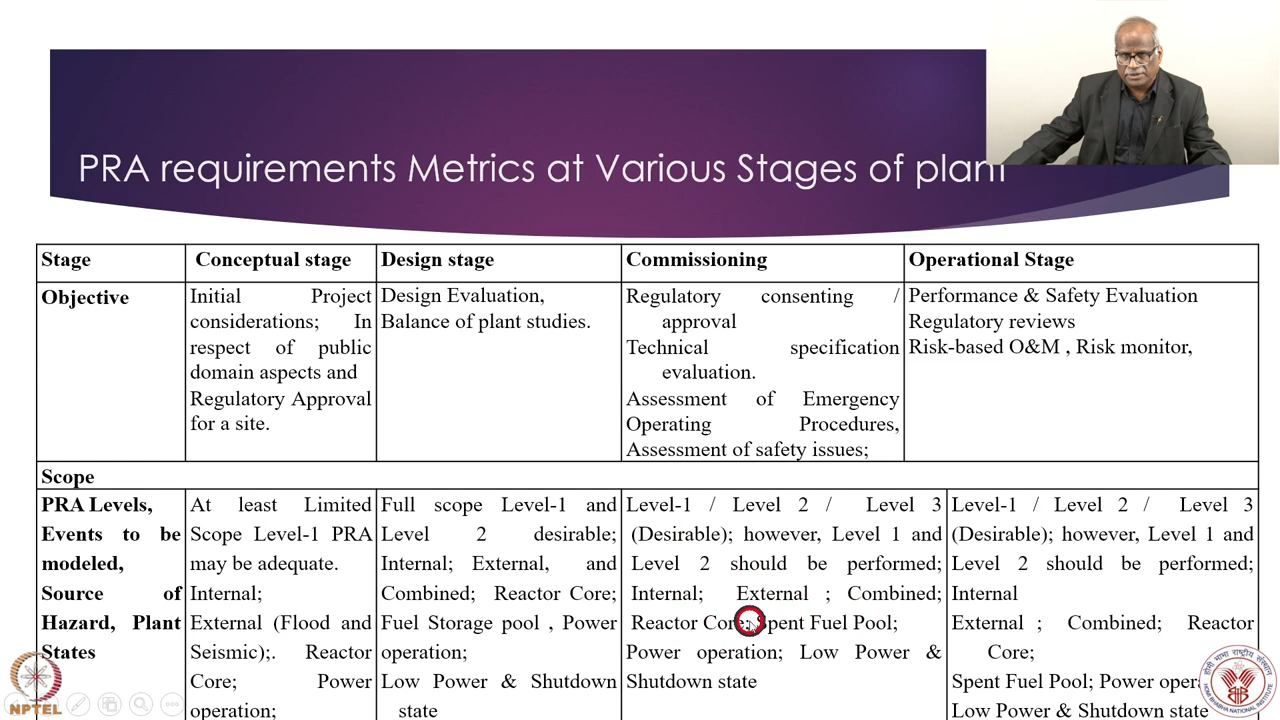 PRA requirements Metrics at Various Stages of plant
Stage
Conceptual stage
Design stage
Commissioning
Operational Stage
Objective
Initial Project
considerations; In
respect of public
domain aspects and
Regulatory Approval
for a site.
Design Evaluation,
Balance of plant studies.
Regulatory consenting /
approval
Technical specification
evaluation.
Assessment of Emergency
Operating Procedures,
Assessment of safety issues;
Performance & Safety Evaluation
Regulatory reviews
Risk-based O&M , Risk monitor,
Scope
PRA Levels,
Events to be
modeled,
Source of
Hazard, Plant
States
At least Limited
Scope Level-1 PRA
may be adequate.
Internal;
External (Flood and
Seismic);. Reactor
Core; Power
operation;
Full scope Level-1 and
Level 2 desirable;
Internal; External, and
Combined; Reactor Core;
Fuel Storage pool , Power
operation;
Low Power & Shutdown
state
Level-1 / Level 2 / Level 3
(Desirable); however, Level 1 and
Level 2 should be performed;
Internal; External ; Combined;
Reactor Core; Spent Fuel Pool;
Power operation; Low Power &
Shutdown state
Level-1 / Level 2 / Level 3
(Desirable); however, Level 1 and
Level 2 should be performed;
Internal
External ; Combined; Reactor
Core;
Spent Fuel Pool; Power oper
Low Power & Shutdown state
NPTEL
HOMI BHABHA NATIONAL INSTITUTE